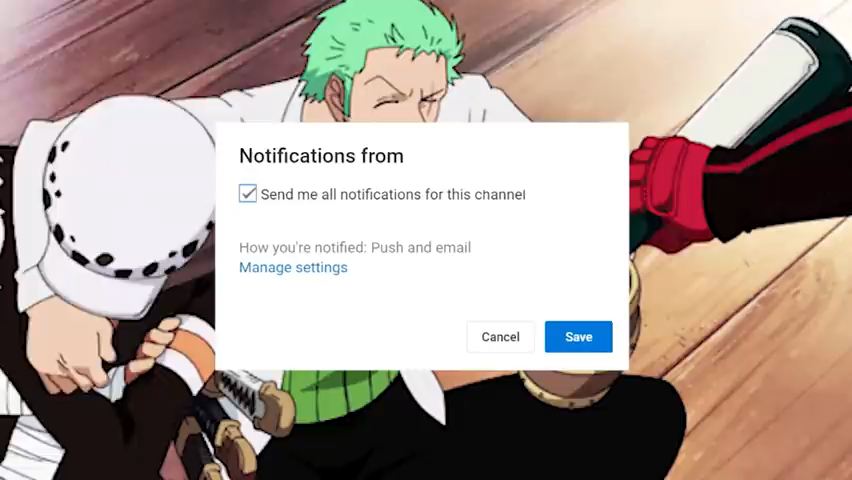 Notifications from
Send me all notifications for this channel
How you're notified: Push and email
Manage settings
Cancel
Save